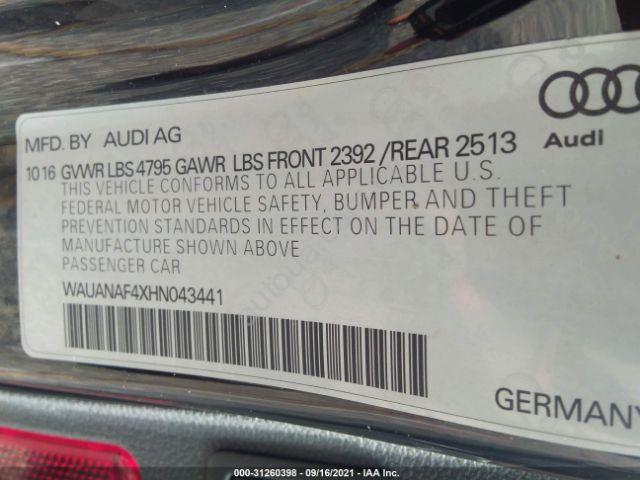 MFD. BY AUDI AG
Audi
10 16 GVWR LBS 4795 GAWR LBS FRONT 2392 /REAR 2513
THIS VEHICLE CONFORMS TO ALL APPLICABLE U.S.
FEDERAL MOTOR VEHICLE SAFETY, BUMPER AND THEFT
PREVENTION STANDARDS IN EFFECT ON THE DATE OF
MANUFACTURE SHOWN ABOVE
PASSENGER CAR
WAUANAF4XHN043441
GERMANY
000-31260398 - 09/16/2021 - IAA Inc.